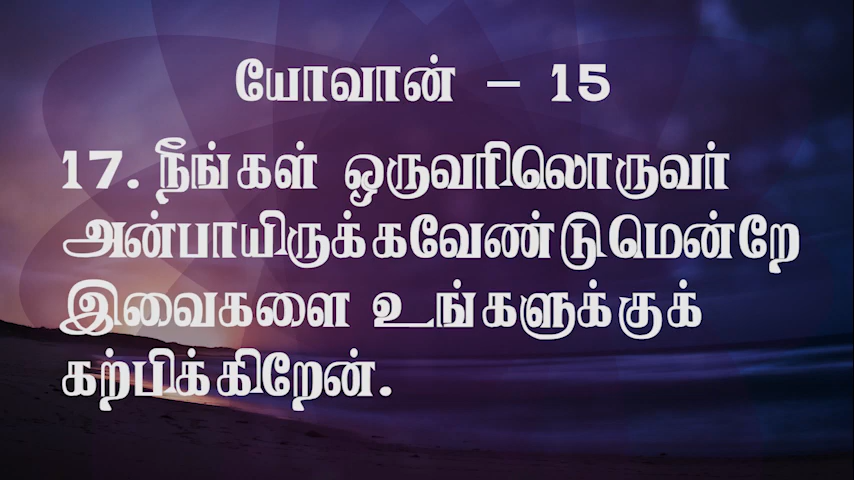 யோவான் – 15
17. நீங்கள் ஒருவரிலொருவர்
அன்பாயிருக்கவேண்டுமென்றே
இவைகளை உங்களுக்குக்
கற்பிக்கிறேன்.